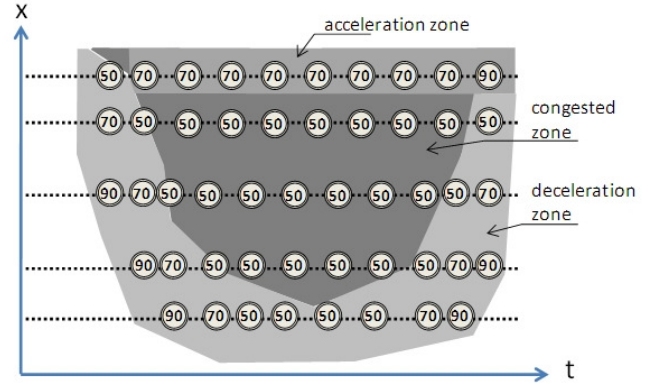 x
acceleration zone
50 70 70 70 70 70 70 70 70 90
70 50 50 50 50 50 50 50 50 50
congested
zone
90 70 50 50 50 50 50 50 50 50 70
deceleration
zone
90 70 50 50 50 50 50 50 70 90
90 70 50 50 50 50 70 90
t